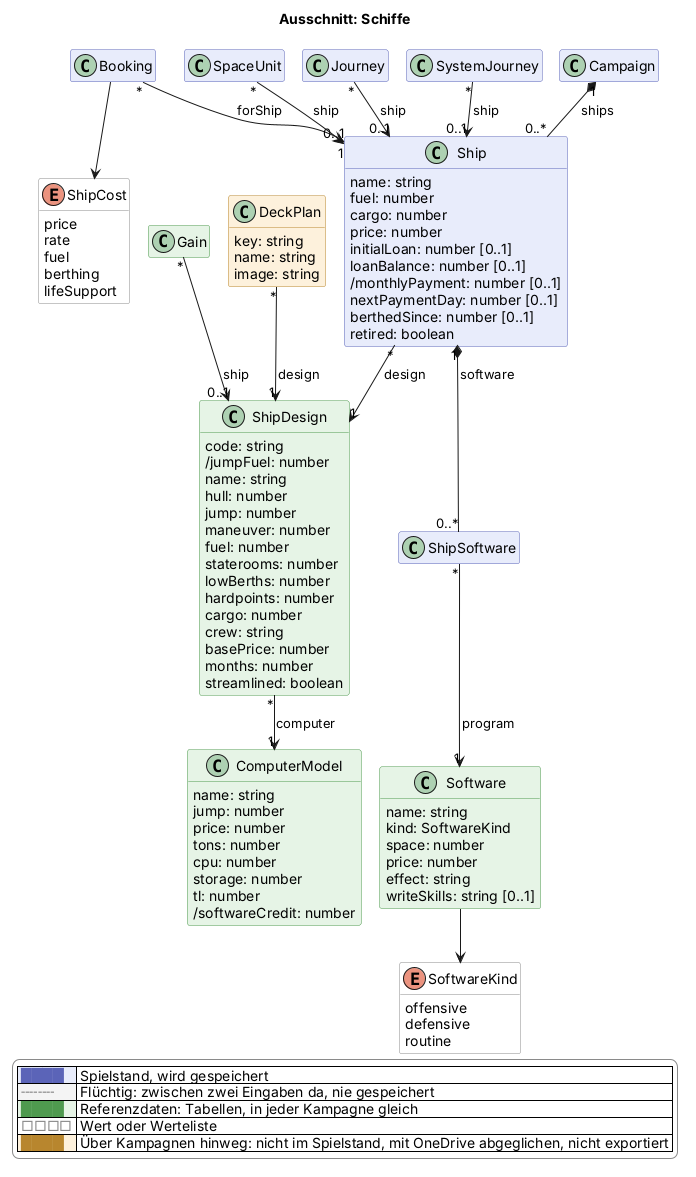 Ausschnitt: Schiffe
C Booking
C SpaceUnit
C Journey
C SystemJourney
C Campaign
*
*
*
*
1
forShip
ship
ship
ship
ships
0..1
1
0..1
0..1
0..*
C Ship
name: string
fuel: number
cargo: number
price: number
initialLoan: number [0..1]
loanBalance: number [0..1]
/monthlyPayment: number [0..1]
nextPaymentDay: number [0..1]
berthedSince: number [0..1]
retired: boolean
E ShipCost
price
rate
fuel
berthing
lifeSupport
C Gain
C DeckPlan
key: string
name: string
image: string
*
*
*
1
ship
design
design
software
0..1
1
1
0..*
C ShipDesign
code: string
/jumpFuel: number
name: string
hull: number
jump: number
maneuver: number
fuel: number
staterooms: number
lowBerths: number
hardpoints: number
cargo: number
crew: string
basePrice: number
months: number
streamlined: boolean
C ShipSoftware
*
*
computer
program
1
1
C ComputerModel
name: string
jump: number
price: number
tons: number
cpu: number
storage: number
tl: number
/softwareCredit: number
C Software
name: string
kind: SoftwareKind
space: number
price: number
effect: string
writeSkills: string [0..1]
E SoftwareKind
offensive
defensive
routine
Spielstand, wird gespeichert
-------- Flüchtig: zwischen zwei Eingaben da, nie gespeichert
Referenzdaten: Tabellen, in jeder Kampagne gleich
Wert oder Werteliste
Über Kampagnen hinweg: nicht im Spielstand, mit OneDrive abgeglichen, nicht exportiert